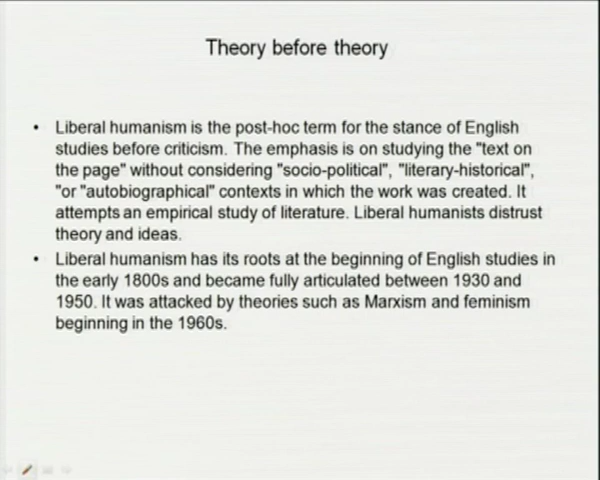 Theory before theory
• Liberal humanism is the post-hoc term for the stance of English
studies before criticism. The emphasis is on studying the "text on
the page" without considering "socio-political", "literary-historical",
"or "autobiographical" contexts in which the work was created. It
attempts an empirical study of literature. Liberal humanists distrust
theory and ideas.
• Liberal humanism has its roots at the beginning of English studies in
the early 1800s and became fully articulated between 1930 and
1950. It was attacked by theories such as Marxism and feminism
beginning in the 1960s.